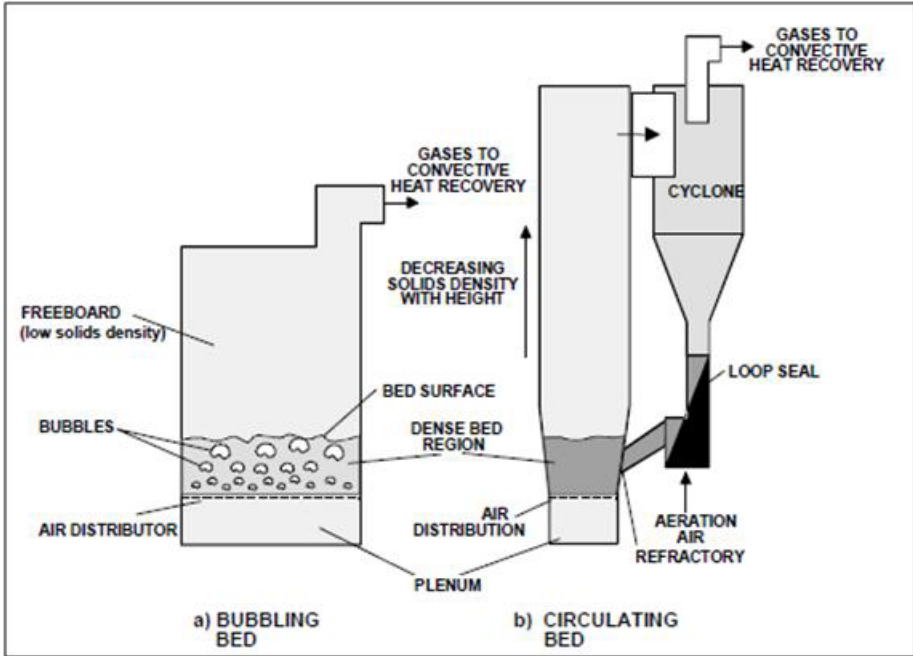 GASES TO
CONVECTIVE
HEAT RECOVERY
GASES TO
CONVECTIVE
HEAT RECOVERY
CYCLONE
DECREASING
SOLIDS DENSITY
WITH HEIGHT
FREEBOARD
(low solids density)
LOOP SEAL
BED SURFACE
BUBBLES
DENSE BED
REGION
AIR DISTRIBUTOR
AIR
DISTRIBUTION
AERATION
AIR
REFRACTORY
PLENUM
a) BUBBLING
BED
b) CIRCULATING
BED